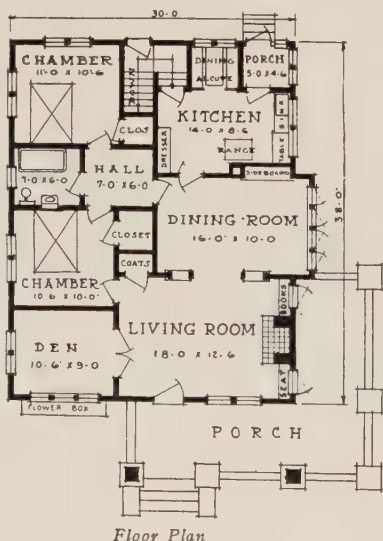 30-0
CHAMBER
11-0 X 10-6
DOWN
DINING
ALCOVE
PORCH
5-0 X 4-6
KITCHEN
14-0 X 8-6
SINK
TABLE
CLOS
DRESSER
RANGE
7-0 X 6-0
HALL
7-0 X 6-0
SIDEBOARD
38-0"
DINING ROOM
16-0" X 10-0
CLOSET
COATS
CHAMBER
10-6 X 10-0"
BOOKS
LIVING ROOM
18-0 X 12-6
DEN
10-6" X 9-0
SEAT
FLOWER BOX
PORCH
Floor Plan